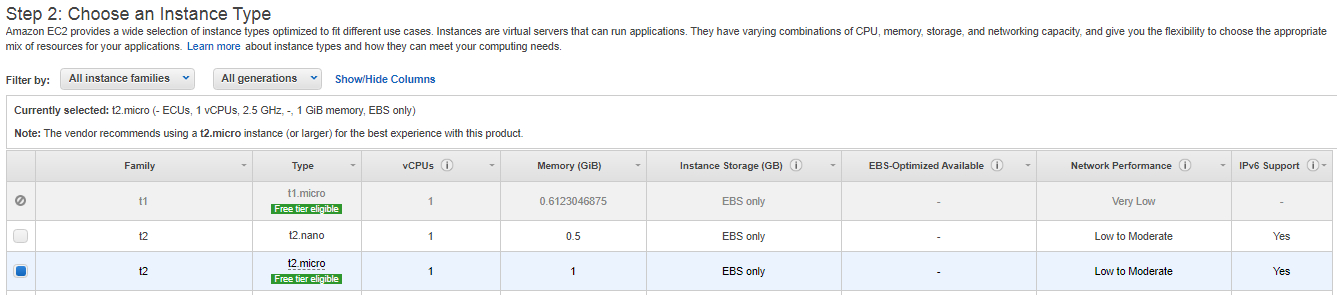 Step 2: Choose an Instance Type
Amazon EC2 provides a wide selection of instance types optimized to fit different use cases. Instances are virtual servers that can run applications. They have varying combinations of CPU, memory, storage, and networking capacity, and give you the flexibility to choose the appropriate
mix of resources for your applications. Learn more about instance types and how they can meet your computing needs.
Filter by: All instance families All generations Show/Hide Columns
Currently selected: t2.micro (- ECUs, 1 vCPUs, 2.5 GHz, -, 1 GiB memory, EBS only)
Note: The vendor recommends using a t2.micro instance (or larger) for the best experience with this product.
Family Type vCPUs i Memory (GiB) Instance Storage (GB) i EBS-Optimized Available i Network Performance i IPv6 Support i
t1 t1.micro 1 0.6123046875 EBS only - Very Low -
Free tier eligible
t2 t2.nano 1 0.5 EBS only - Low to Moderate Yes
t2 t2.micro 1 1 EBS only - Low to Moderate Yes
Free tier eligible